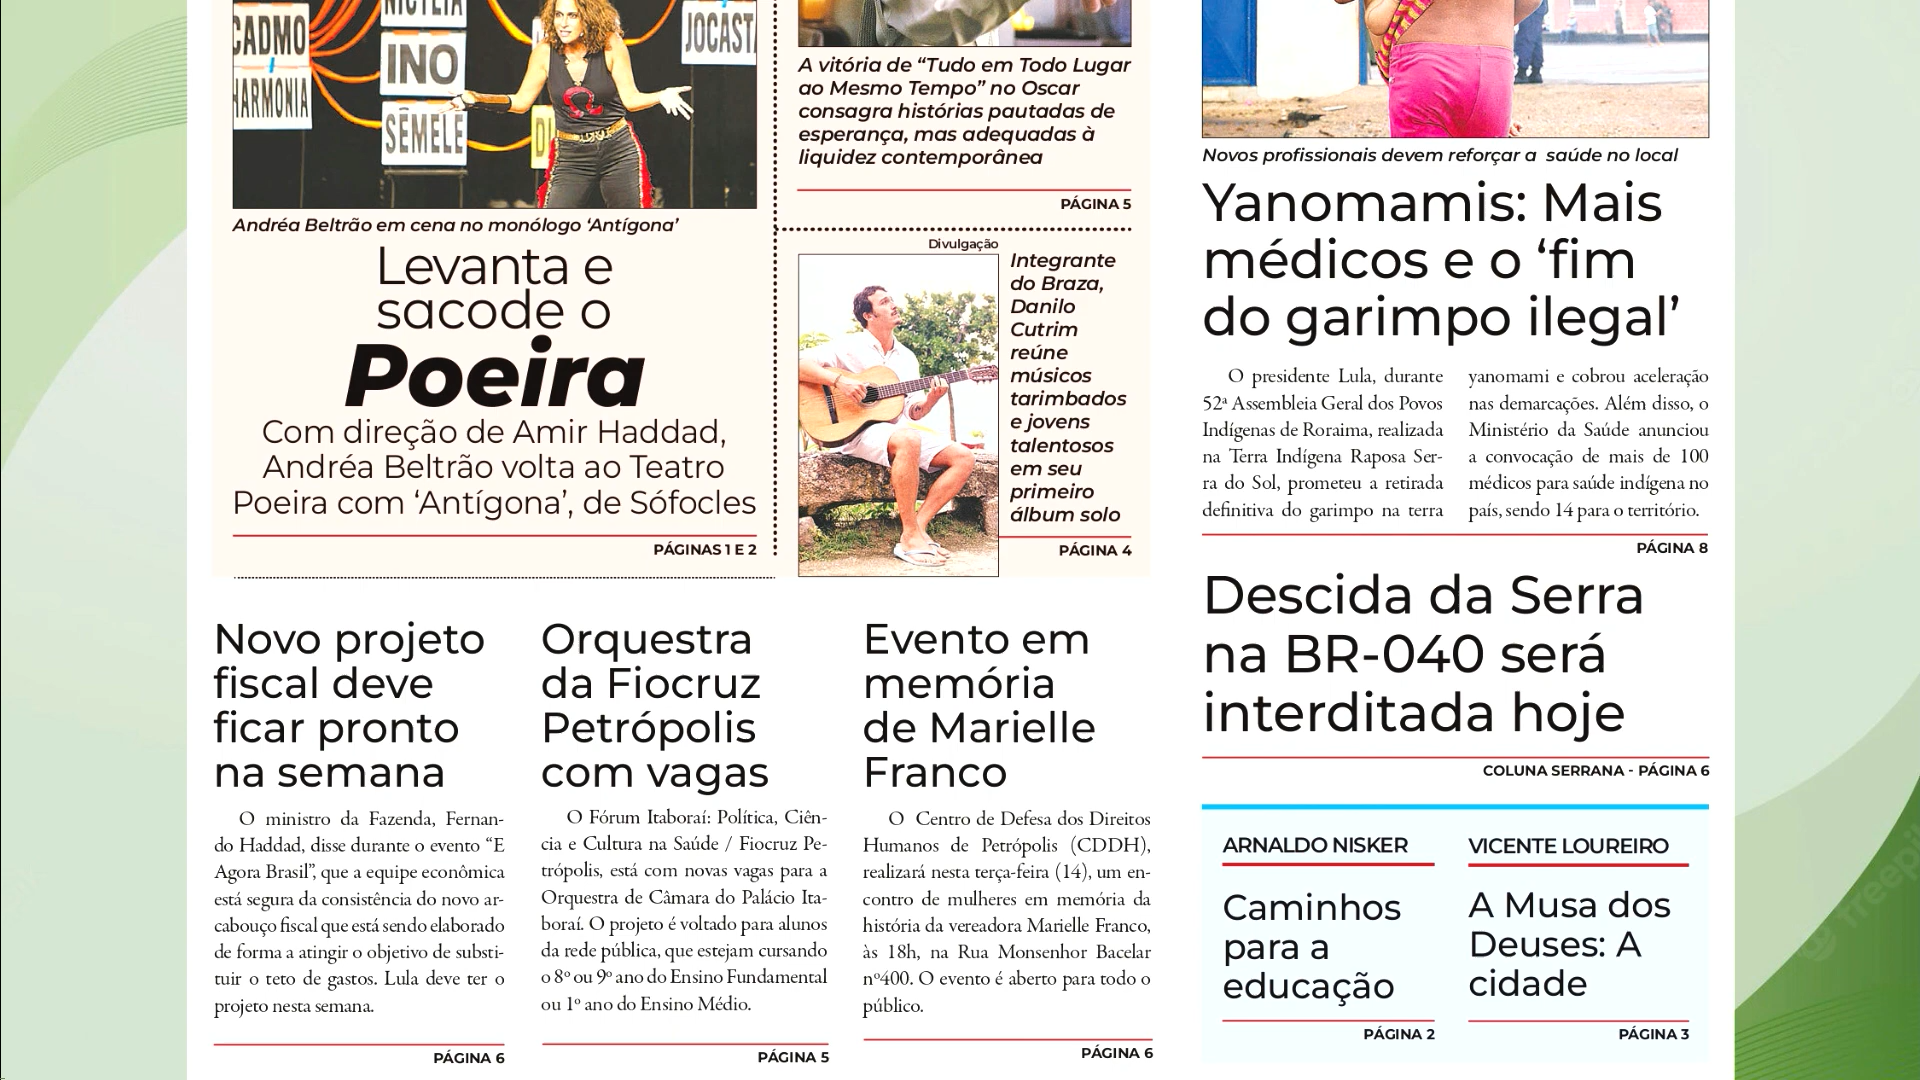 CADMO
HARMONIA
INO
SÊMELE
JOCASTA
Andréa Beltrão em cena no monólogo ‘Antígona’
Levanta e
sacode o
Poeira
Com direção de Amir Haddad,
Andréa Beltrão volta ao Teatro
Poeira com ‘Antígona’, de Sófocles
PÁGINAS 1 E 2
A vitória de “Tudo em Todo Lugar
ao Mesmo Tempo” no Oscar
consagra histórias pautadas de
esperança, mas adequadas à
liquidez contemporânea
PÁGINA 5
Divulgação
Integrante
do Braza,
Danilo
Cutrim
reúne
músicos
tarimbados
e jovens
talentosos
em seu
primeiro
álbum solo
PÁGINA 4
Novos profissionais devem reforçar a saúde no local
Yanomamis: Mais
médicos e o ‘fim
do garimpo ilegal’
O presidente Lula, durante
52ª Assembleia Geral dos Povos
Indígenas de Roraima, realizada
na Terra Indígena Raposa Ser-
ra do Sol, prometeu a retirada
definitiva do garimpo na terra
yanomami e cobrou aceleração
nas demarcações. Além disso, o
Ministério da Saúde anunciou
a convocação de mais de 100
médicos para saúde indígena no
país, sendo 14 para o território.
PÁGINA 8
Novo projeto
fiscal deve
ficar pronto
na semana
O ministro da Fazenda, Fernan-
do Haddad, disse durante o evento “E
Agora Brasil”, que a equipe econômica
está segura da consistência do novo ar-
cabouço fiscal que está sendo elaborado
de forma a atingir o objetivo de substi-
tuir o teto de gastos. Lula deve ter o
projeto nesta semana.
PÁGINA 6
Orquestra
da Fiocruz
Petrópolis
com vagas
O Fórum Itaboraí: Política, Ciên-
cia e Cultura na Saúde / Fiocruz Pe-
trópolis, está com novas vagas para a
Orquestra de Câmara do Palácio Ita-
boraí. O projeto é voltado para alunos
da rede pública, que estejam cursando
o 8º ou 9º ano do Ensino Fundamental
ou 1º ano do Ensino Médio.
PÁGINA 5
Evento em
memória
de Marielle
Franco
O Centro de Defesa dos Direitos
Humanos de Petrópolis (CDDH),
realizará nesta terça-feira (14), um en-
contro de mulheres em memória da
história da vereadora Marielle Franco,
às 18h, na Rua Monsenhor Bacelar
nº400. O evento é aberto para todo o
público.
PÁGINA 6
Descida da Serra
na BR-040 será
interditada hoje
COLUNA SERRANA - PÁGINA 6
ARNALDO NISKER
Caminhos
para a
educação
PÁGINA 2
VICENTE LOUREIRO
A Musa dos
Deuses: A
cidade
PÁGINA 3